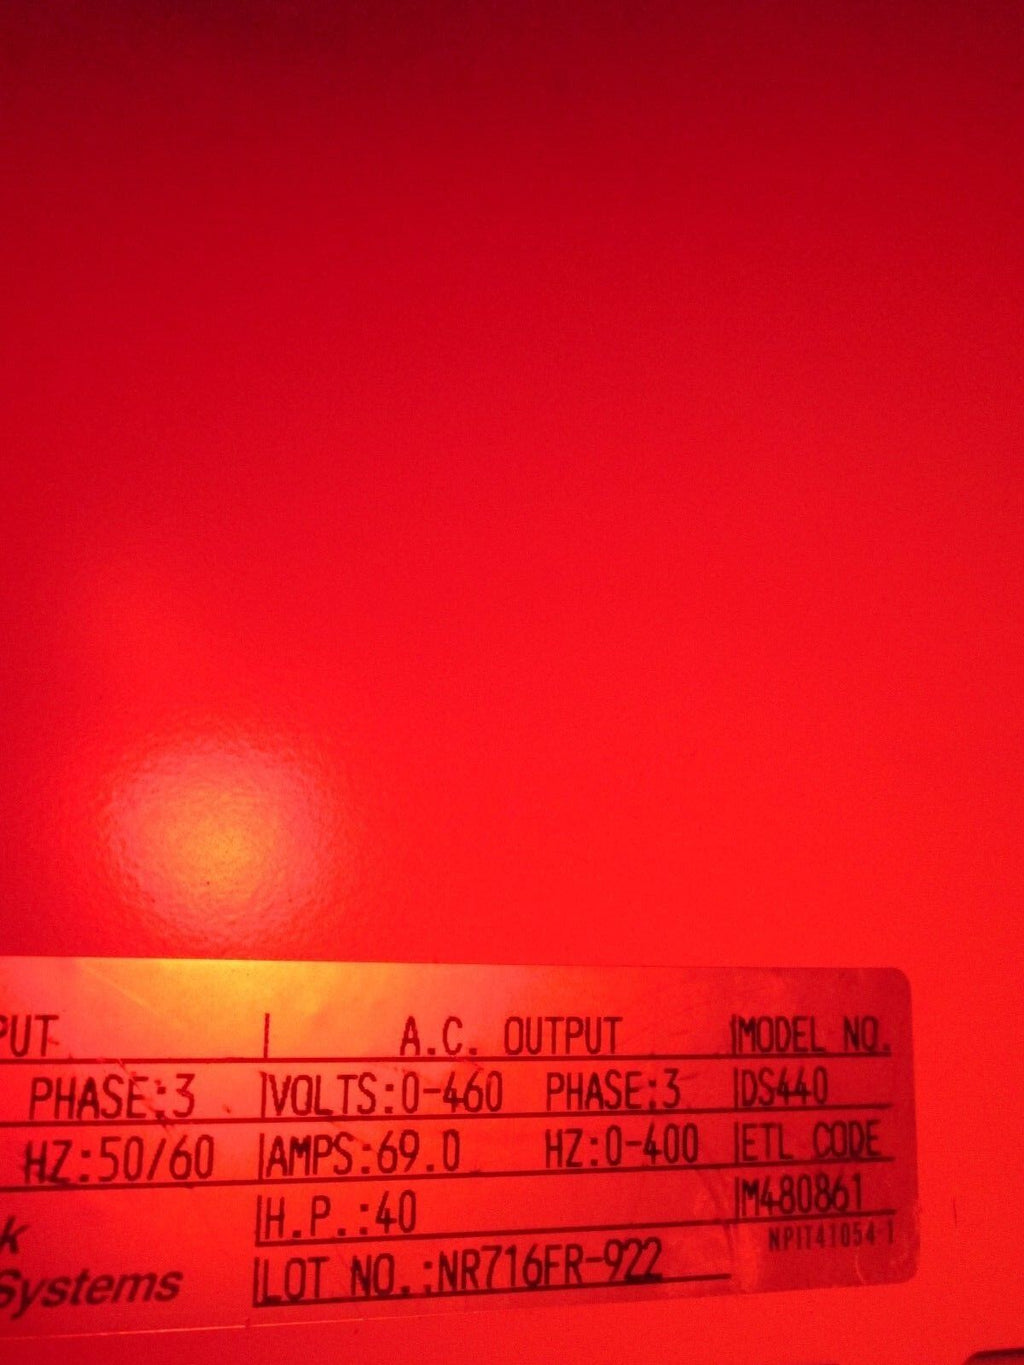 PUT A.C. OUTPUT MODEL NO.
PHASE:3 VOLTS:0-460 PHASE:3 DS440
HZ:50/60 AMPS:69.0 HZ:0-400 ETL CODE
H.P.:40 M480861
k NPIT41054-1
Systems LOT NO.:NR716FR-922